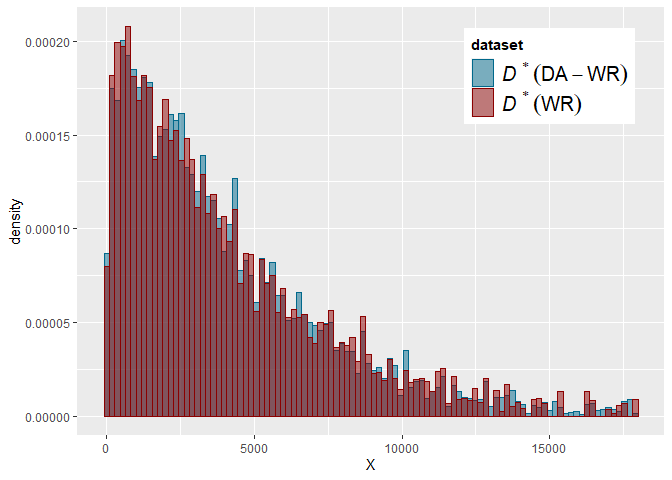 dataset
D * (DA − WR)
D * (WR)
0.00020
0.00015
0.00010
0.00005
0.00000
density
0 5000 10000 15000
X